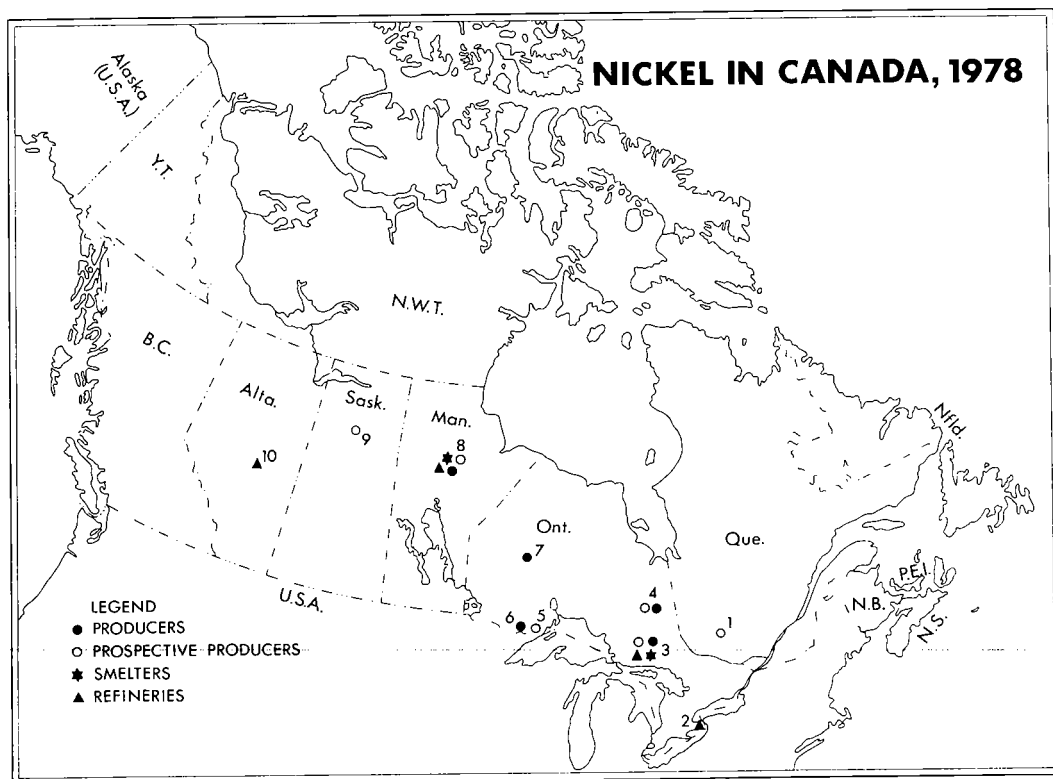 NICKEL IN CANADA, 1978
Alaska
(U.S.A.)
Y.T.
N.W.T.
B.C.
Alta.
Sask.
Man.
Nfld.
10
9
8
Ont.
Que.
7
P.E.I.
N.B.
N.S.
U.S.A.
4
6
5
1
3
2
LEGEND
PRODUCERS
PROSPECTIVE PRODUCERS
SMELTERS
REFINERIES